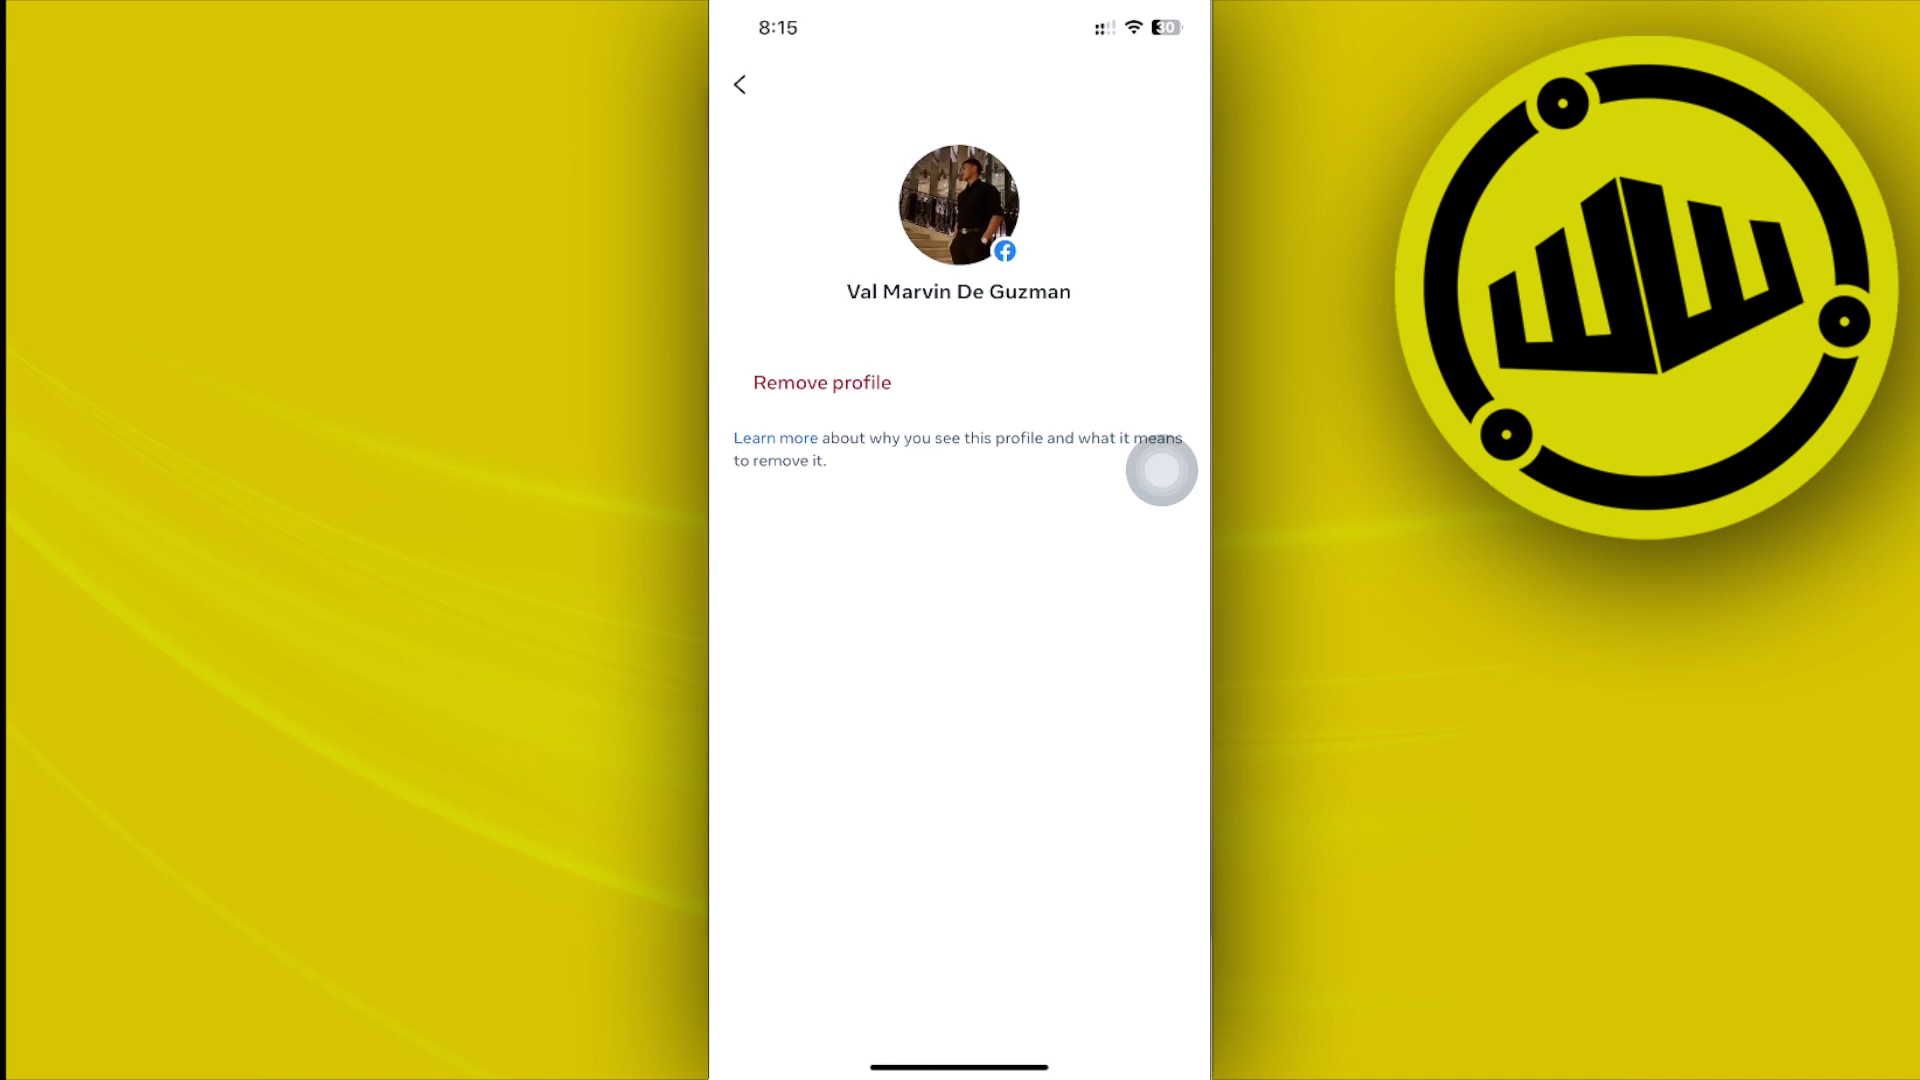 8:15
30
Val Marvin De Guzman
Remove profile
Learn more about why you see this profile and what it means
to remove it.